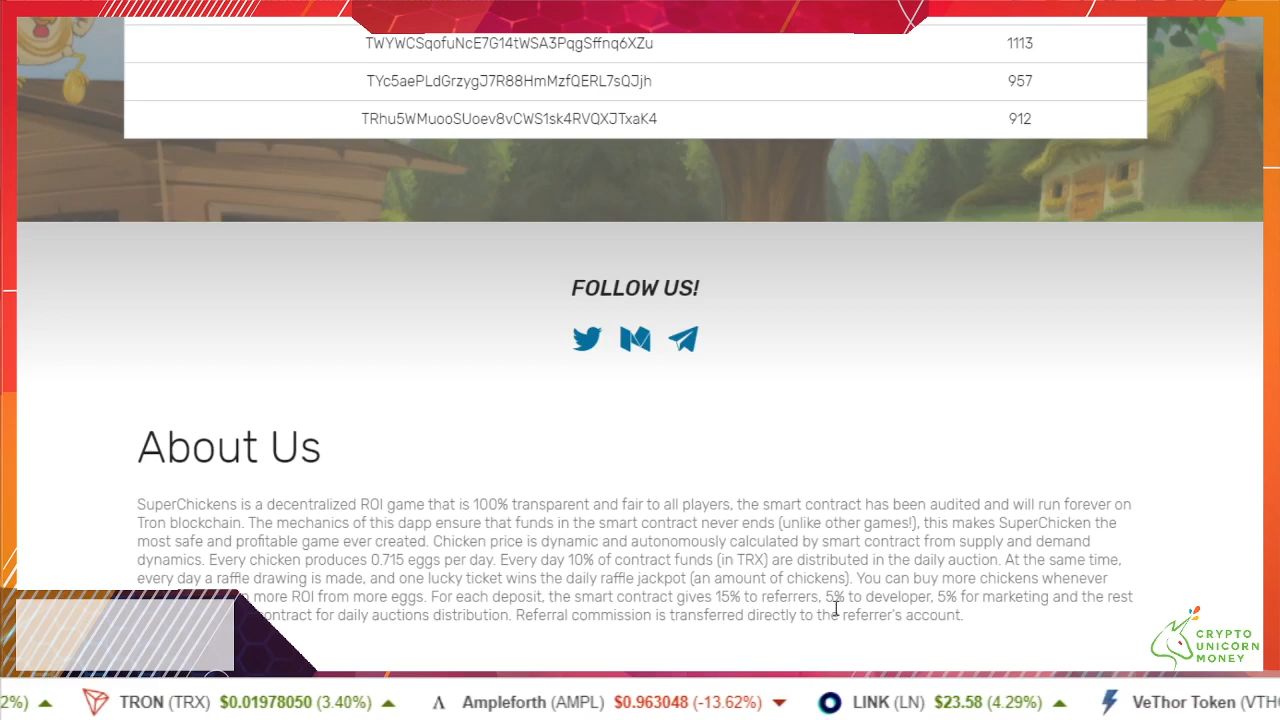 TWYWCSqofuNcE7G14tWSA3PqgSffnq6XZu 1113
TYc5aePLdGrzygJ7R88HmMzfQERL7sQJjh 957
TRhu5WMuooSUoev8vCWS1sk4RVQXJTxaK4 912
FOLLOW US!
About Us
SuperChickens is a decentralized ROI game that is 100% transparent and fair to all players, the smart contract has been audited and will run forever on
Tron blockchain. The mechanics of this dapp ensure that funds in the smart contract never ends (unlike other games!), this makes SuperChicken the
most safe and profitable game ever created. Chicken price is dynamic and autonomously calculated by smart contract from supply and demand
dynamics. Every chicken produces 0.715 eggs per day. Every day 10% of contract funds (in TRX) are distributed in the daily auction. At the same time,
every day a raffle drawing is made, and one lucky ticket wins the daily raffle jackpot (an amount of chickens). You can buy more chickens whenever
more ROI from more eggs. For each deposit, the smart contract gives 15% to referrers, 5% to developer, 5% for marketing and the rest
contract for daily auctions distribution. Referral commission is transferred directly to the referrer's account.
CRYPTO
UNICORN
MONEY
2%) TRON (TRX) $0.01978050 (3.40%) Ampleforth (AMPL) $0.963048 (-13.62%) LINK (LN) $23.58 (4.29%) VeThor Token (VTH